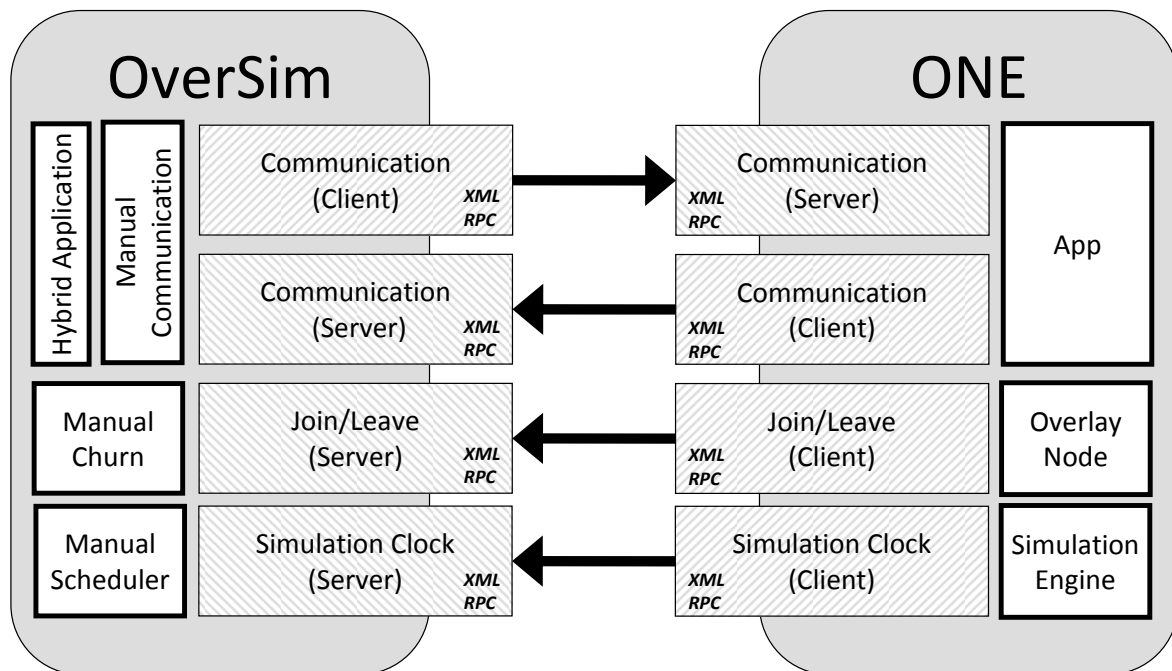 OverSim
ONE
Hybrid Application
Manual
Communication
Communication
(Client)
XML
RPC
Communication
(Server)
XML
RPC
App
Communication
(Server)
XML
RPC
Communication
(Client)
XML
RPC
Manual
Churn
Join/Leave
(Server)
XML
RPC
Join/Leave
(Client)
XML
RPC
Overlay
Node
Manual
Scheduler
Simulation Clock
(Server)
XML
RPC
Simulation Clock
(Client)
XML
RPC
Simulation
Engine